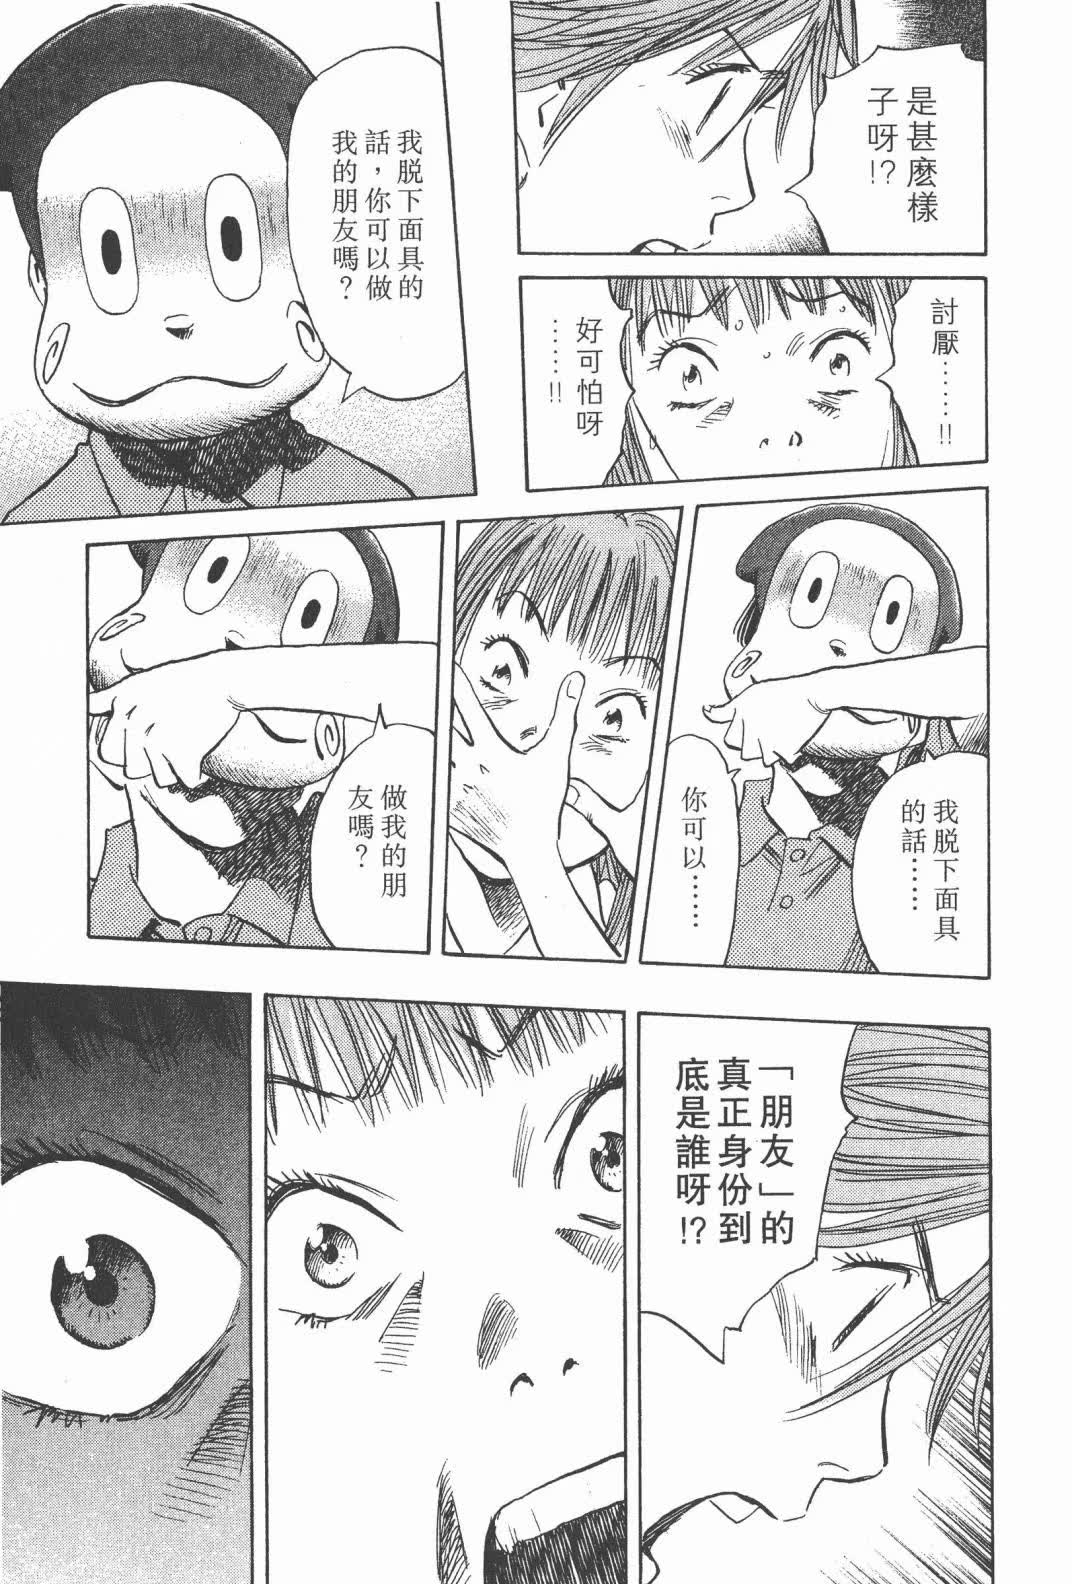 是甚麼樣
子呀!?
討厭……!!
好可怕呀
……!!
我脱下面具的
話，你可以做
我的朋友嗎？
我脱下面具
的話……
你可以……
做我的朋
友嗎？
「朋友」的
真正身份到
底是誰呀!?